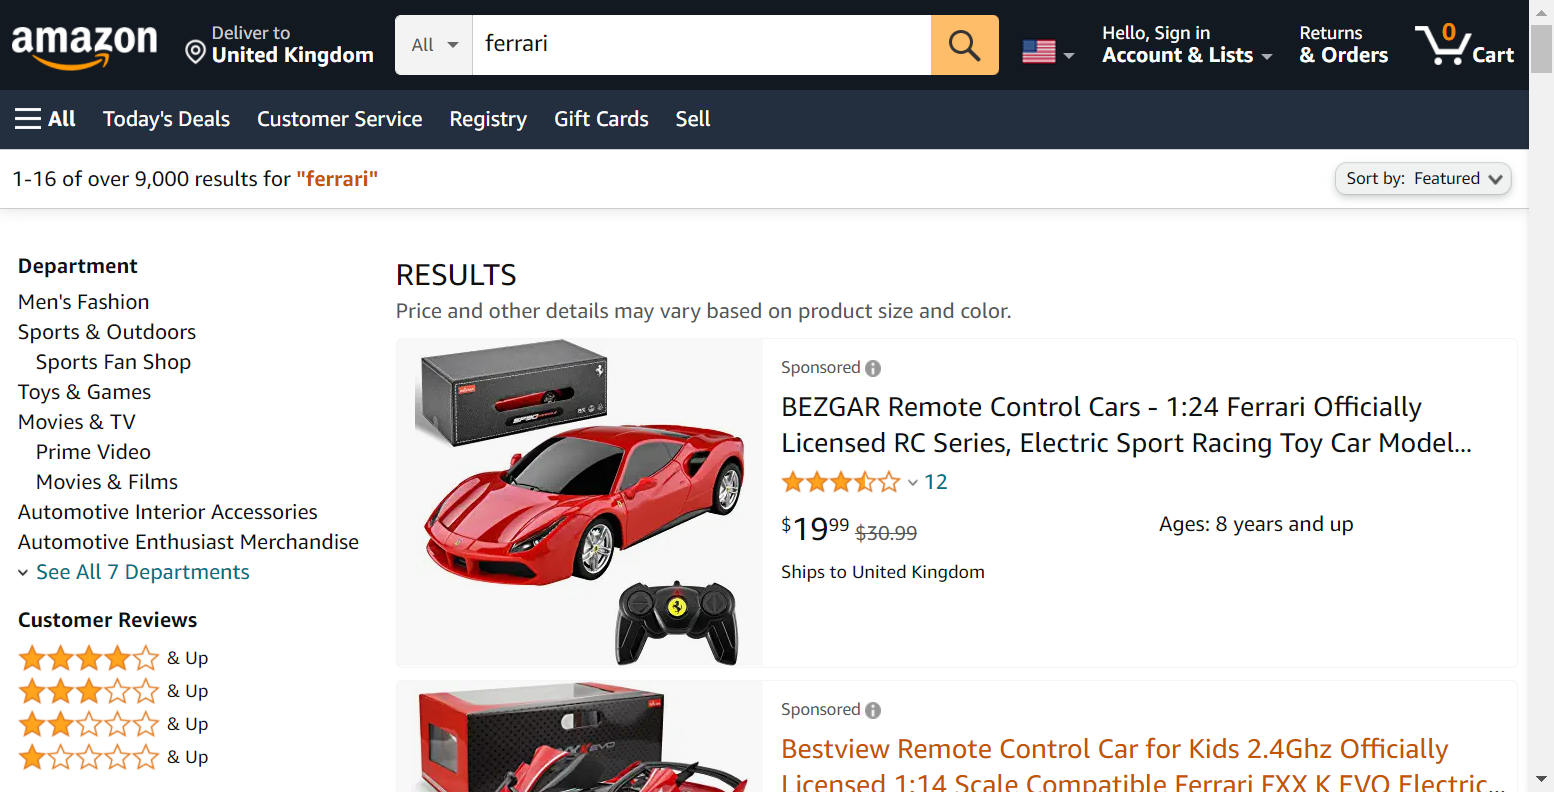 amazon
Deliver to
United Kingdom
All
ferrari
Hello, Sign in
Account & Lists
Returns
& Orders
0
Cart
All
Today's Deals
Customer Service
Registry
Gift Cards
Sell
1-16 of over 9,000 results for "ferrari"
Sort by: Featured
Department
Men's Fashion
Sports & Outdoors
Sports Fan Shop
Toys & Games
Movies & TV
Prime Video
Movies & Films
Automotive Interior Accessories
Automotive Enthusiast Merchandise
See All 7 Departments
Customer Reviews
& Up
& Up
& Up
& Up
RESULTS
Price and other details may vary based on product size and color.
Sponsored
BEZGAR Remote Control Cars - 1:24 Ferrari Officially
Licensed RC Series, Electric Sport Racing Toy Car Model...
12
$1999 $30.99
Ships to United Kingdom
Ages: 8 years and up
Sponsored
Bestview Remote Control Car for Kids 2.4Ghz Officially
Licensed 1:14 Scale Compatible Ferrari FXX K EVO Electric...